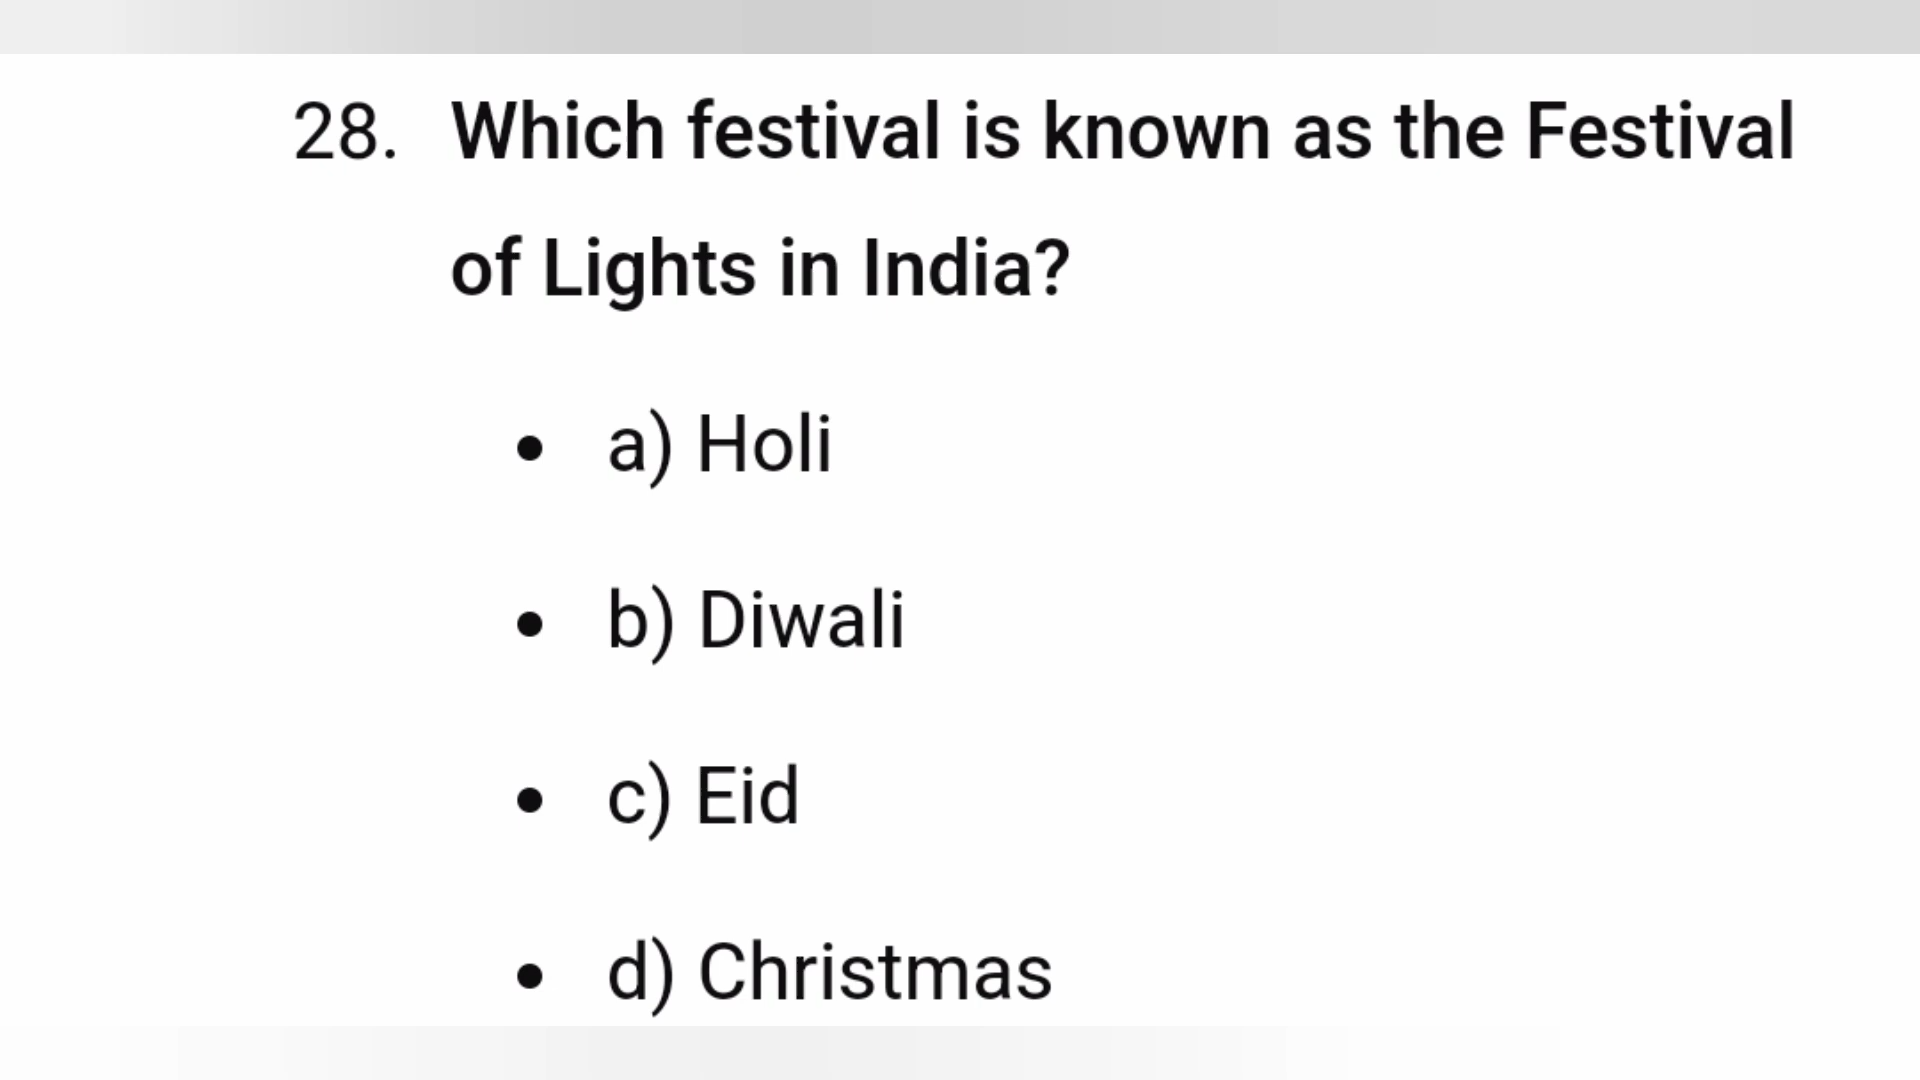 28. Which festival is known as the Festival
of Lights in India?
• a) Holi
• b) Diwali
• c) Eid
• d) Christmas